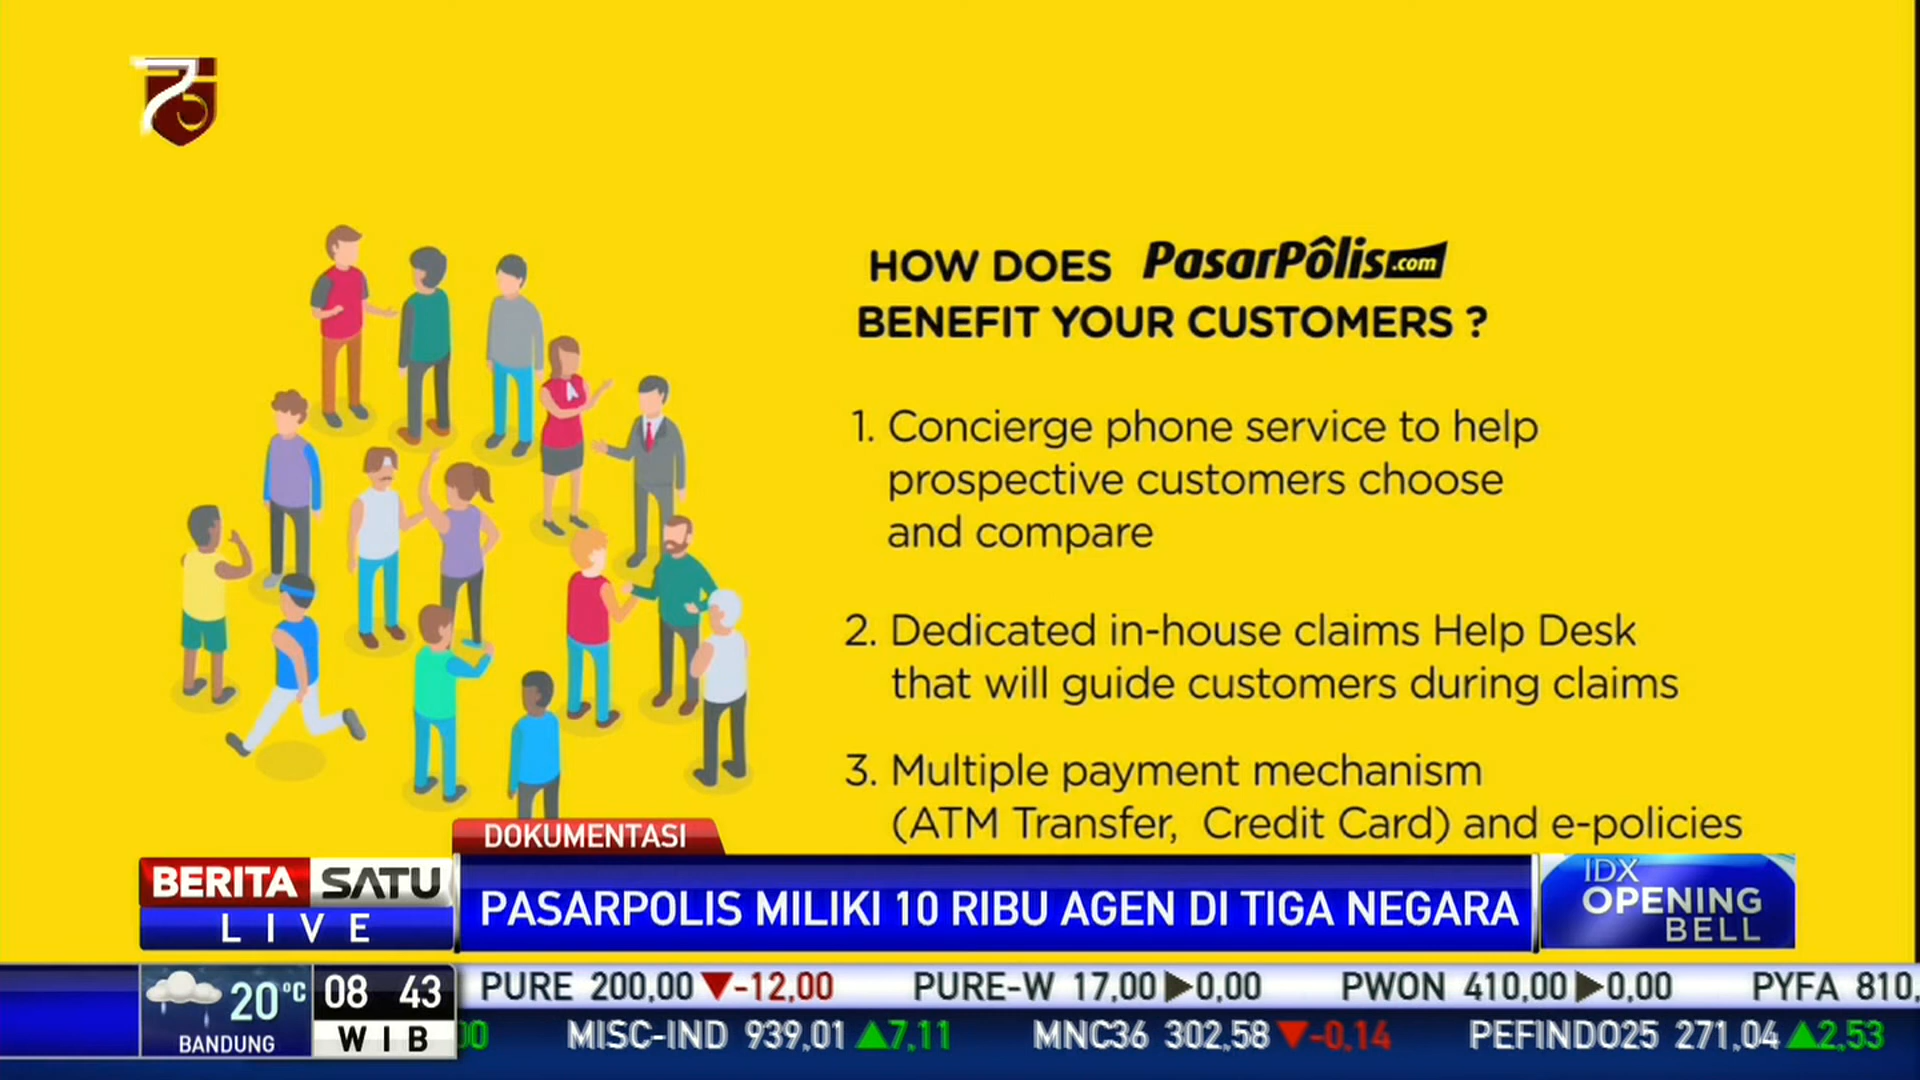 75
HOW DOES PasarPôlis.com
BENEFIT YOUR CUSTOMERS ?
1. Concierge phone service to help
prospective customers choose
and compare
2. Dedicated in-house claims Help Desk
that will guide customers during claims
3. Multiple payment mechanism
(ATM Transfer, Credit Card) and e-policies
DOKUMENTASI
BERITA SATU
LIVE
PASARPOLIS MILIKI 10 RIBU AGEN DI TIGA NEGARA
IDX
OPENING
BELL
20°C
BANDUNG
08 43
WIB
PURE 200,00 ▼-12,00 PURE-W 17,00 ▶0,00 PWON 410,00 ▶0,00 PYFA 810,
00 MISC-IND 939,01 ▲7,11 MNC36 302,58 ▼-0,14 PEFINDO25 271,04 ▲2,53